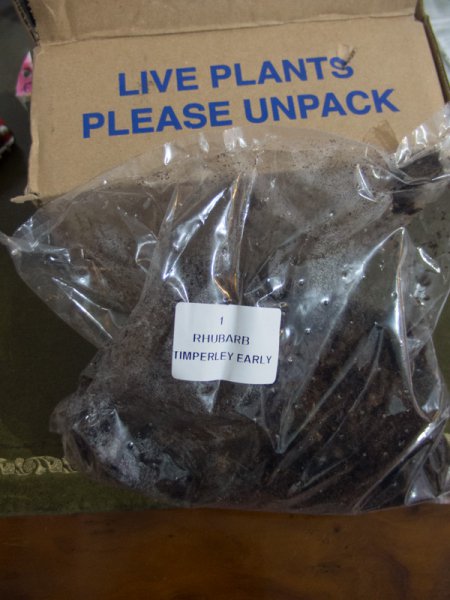 LIVE PLANTS
PLEASE UNPACK
1
RHUBARB
TIMPERLEY EARLY